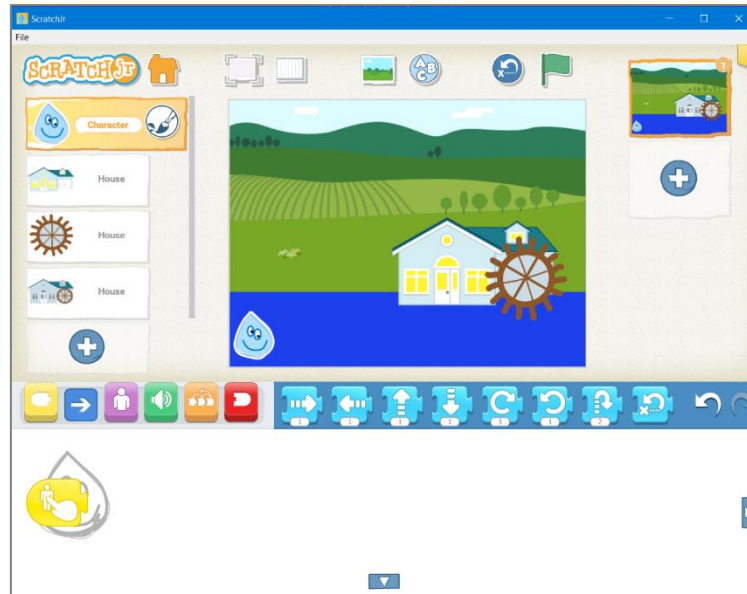 ScratchJr
File
SCRATCH Jr
A B C
x
1
Character
House
House
House
1
1
1
1
1
1
2
x